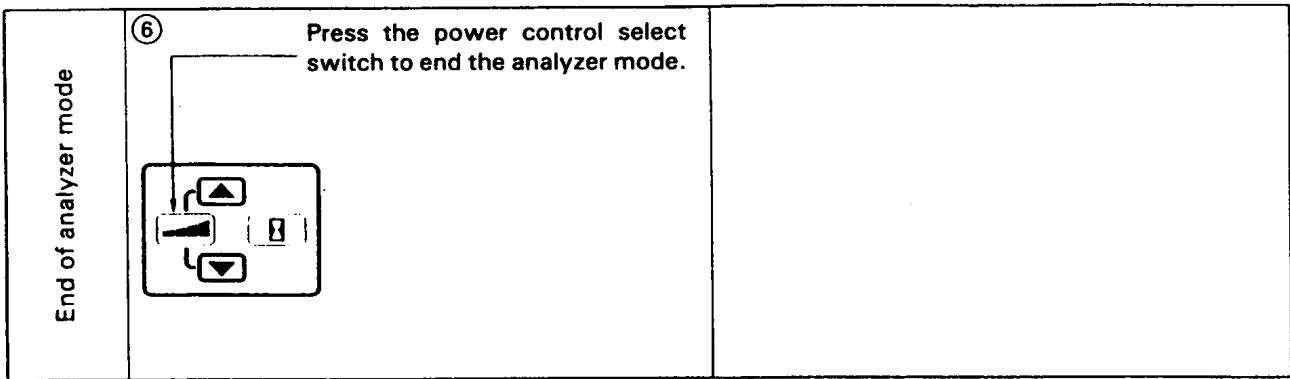 End of analyzer mode
⑥
Press the power control select
switch to end the analyzer mode.